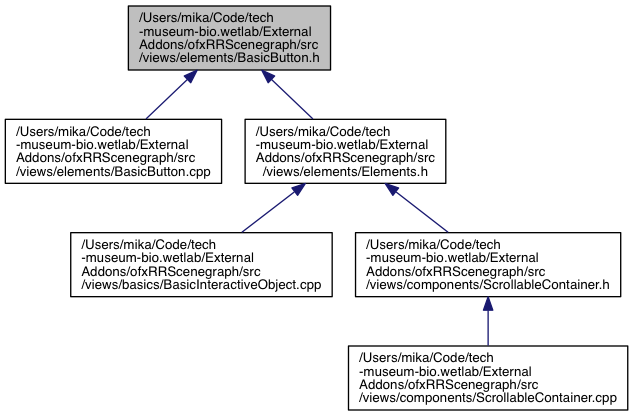 /Users/mika/Code/tech
-museum-bio.wetlab/External
Addons/ofxRRScenegraph/src
/views/elements/BasicButton.h
/Users/mika/Code/tech
-museum-bio.wetlab/External
Addons/ofxRRScenegraph/src
/views/elements/BasicButton.cpp
/Users/mika/Code/tech
-museum-bio.wetlab/External
Addons/ofxRRScenegraph/src
/views/elements/Elements.h
/Users/mika/Code/tech
-museum-bio.wetlab/External
Addons/ofxRRScenegraph/src
/views/basics/BasicInteractiveObject.cpp
/Users/mika/Code/tech
-museum-bio.wetlab/External
Addons/ofxRRScenegraph/src
/views/components/ScrollableContainer.h
/Users/mika/Code/tech
-museum-bio.wetlab/External
Addons/ofxRRScenegraph/src
/views/components/ScrollableContainer.cpp